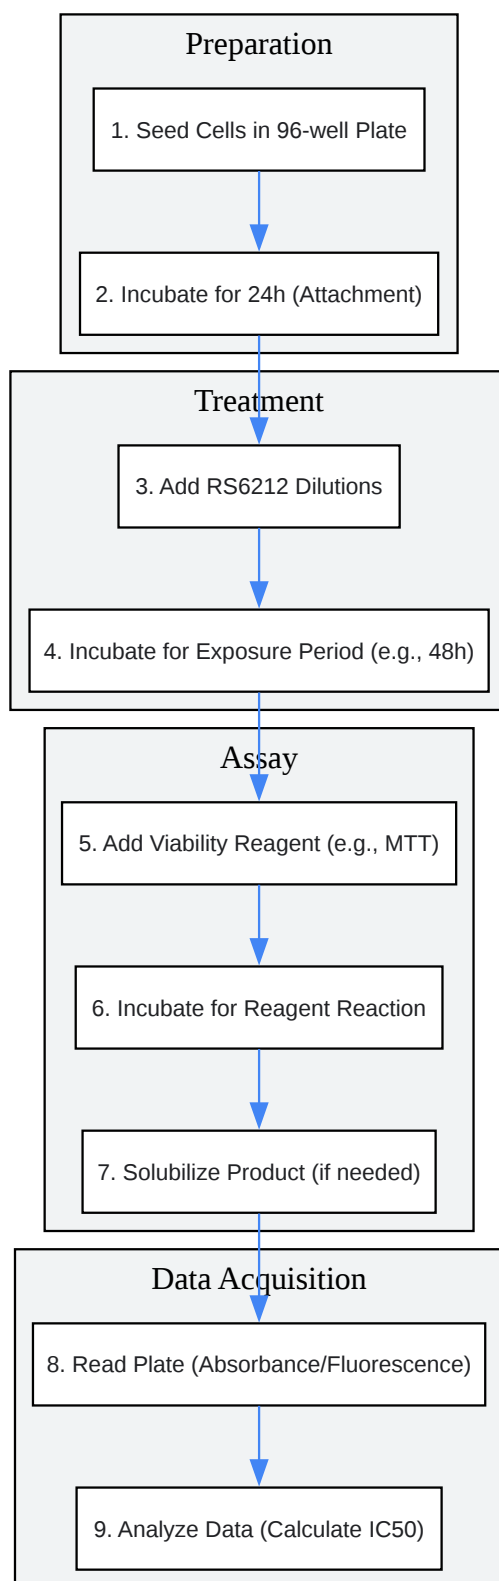 Preparation
1. Seed Cells in 96-well Plate
2. Incubate for 24h (Attachment)
Treatment
3. Add RS6212 Dilutions
4. Incubate for Exposure Period (e.g., 48h)
Assay
5. Add Viability Reagent (e.g., MTT)
6. Incubate for Reagent Reaction
7. Solubilize Product (if needed)
Data Acquisition
8. Read Plate (Absorbance/Fluorescence)
9. Analyze Data (Calculate IC50)